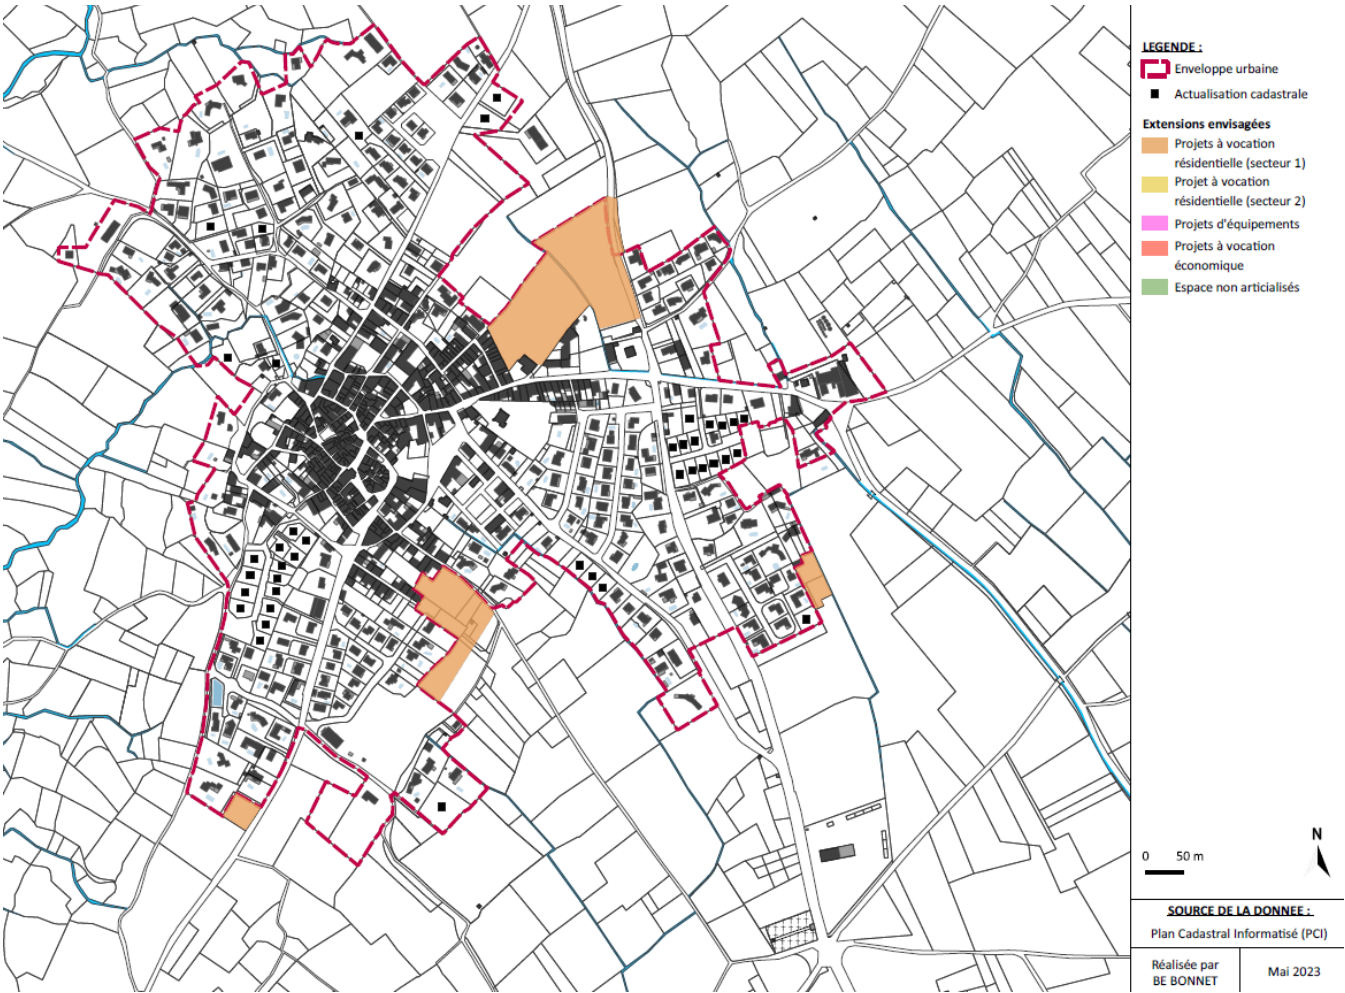 LEGENDE :
Enveloppe urbaine
Actualisation cadastrale
Extensions envisagées
Projets à vocation
résidentielle (secteur 1)
Projet à vocation
résidentielle (secteur 2)
Projets d'équipements
Projets à vocation
économique
Espace non articialisés
N
0 50 m
SOURCE DE LA DONNEE :
Plan Cadastral Informatisé (PCI)
Réalisée par
BE BONNET
Mai 2023